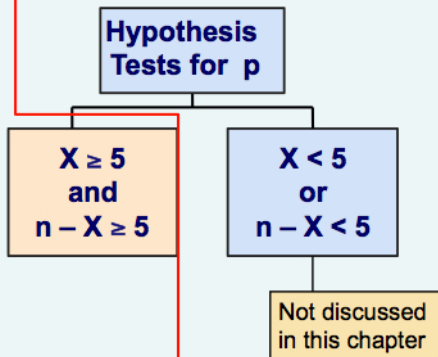 Hypothesis
Tests for p
X ≥ 5
and
n – X ≥ 5
X < 5
or
n – X < 5
Not discussed
in this chapter